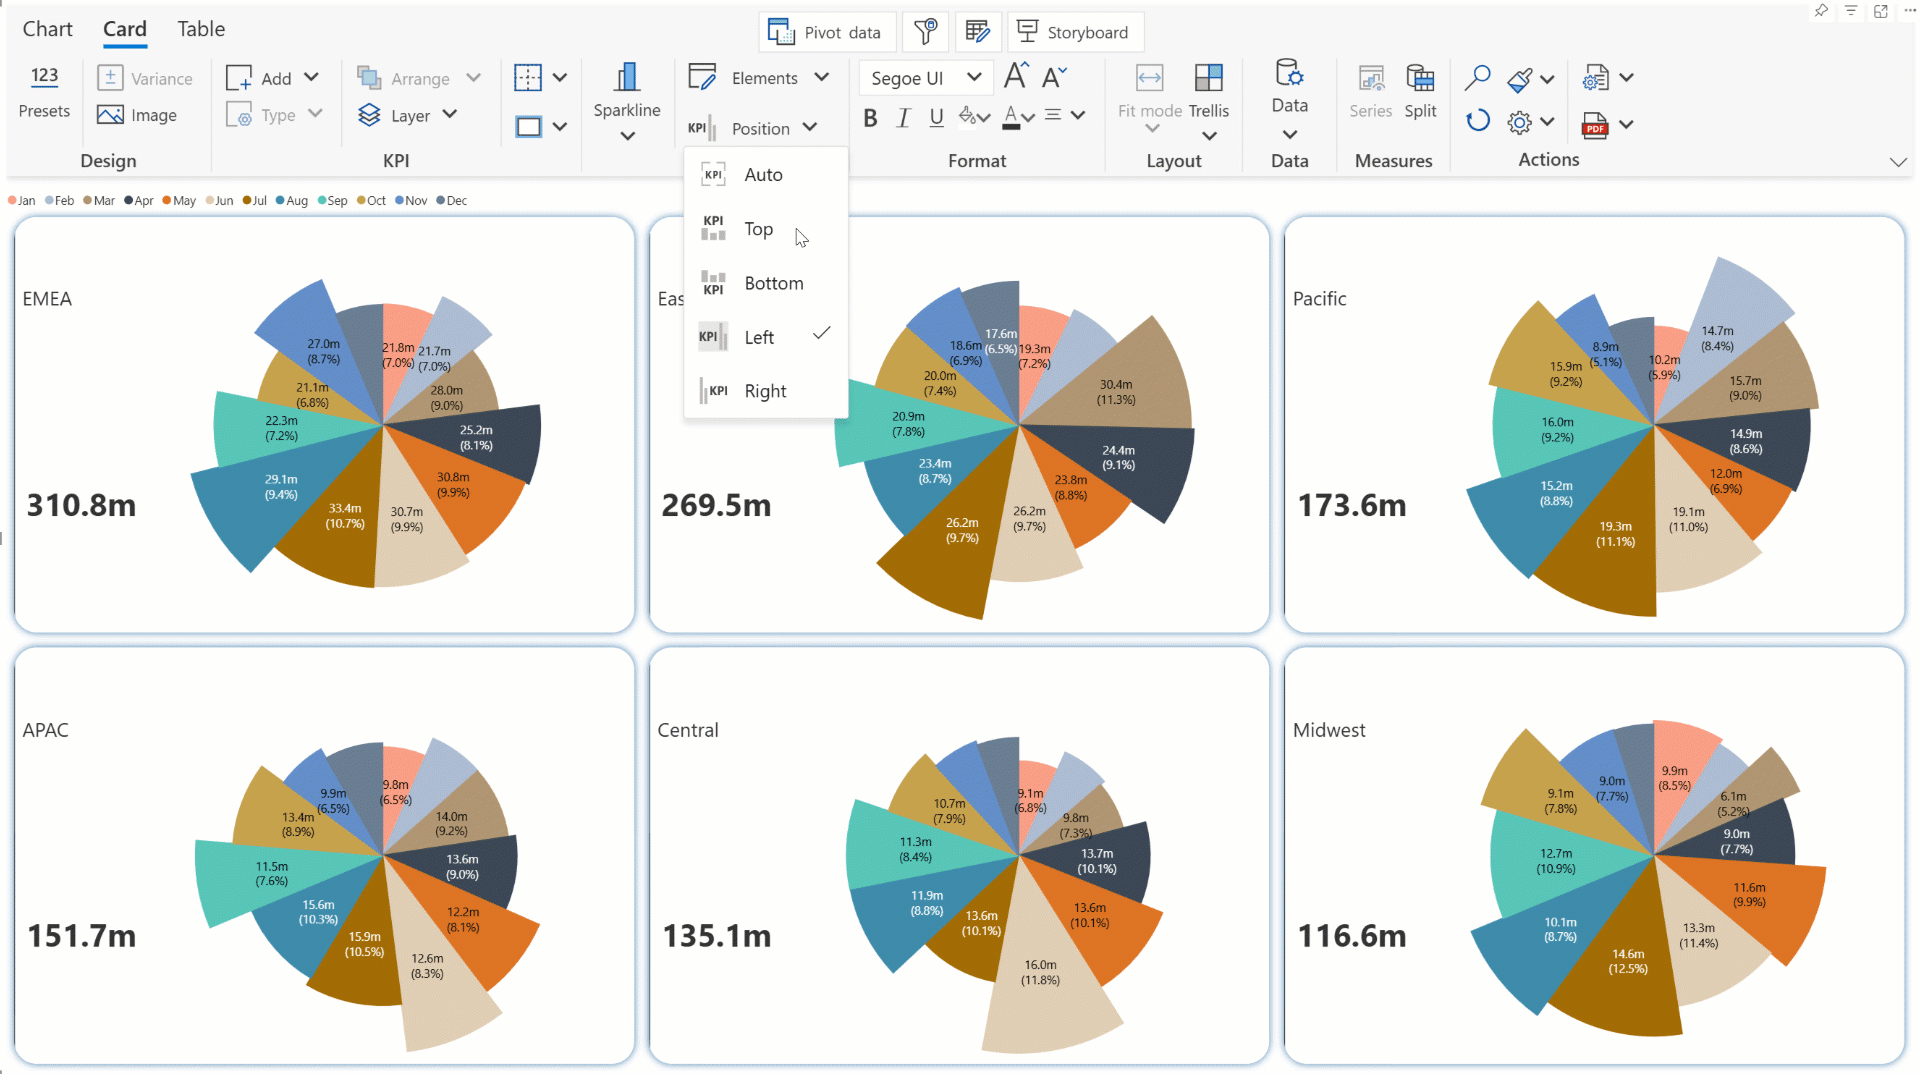 Chart Card Table
Pivot data Storyboard
123 Presets
Variance
Image
Design
Add
Type
Arrange
Layer
KPI
Sparkline
Elements
KPI Position
Segoe UI
A A
B I U A
Format
Fit mode Trellis
Layout
Data
Data
Series Split
Measures
PDF
Actions
KPI Auto
KPI Top
KPI Bottom
KPI Left
KPI Right
Jan Feb Mar Apr May Jun Jul Aug Sep Oct Nov Dec
EMEA
310.8m
21.8m
(7.0%)
21.7m
(7.0%)
28.0m
(9.0%)
25.2m
(8.1%)
30.8m
(9.9%)
30.7m
(9.9%)
33.4m
(10.7%)
29.1m
(9.4%)
22.3m
(7.2%)
21.1m
(6.8%)
27.0m
(8.7%)
Eas
269.5m
19.3m
(7.2%)
30.4m
(11.3%)
24.4m
(9.1%)
23.8m
(8.8%)
26.2m
(9.7%)
26.2m
(9.7%)
23.4m
(8.7%)
20.9m
(7.8%)
20.0m
(7.4%)
18.6m
(6.9%)
17.6m
(6.5%)
Pacific
173.6m
10.2m
(5.9%)
14.7m
(8.4%)
15.7m
(9.0%)
14.9m
(8.6%)
12.0m
(6.9%)
19.1m
(11.0%)
19.3m
(11.1%)
15.2m
(8.8%)
16.0m
(9.2%)
15.9m
(9.2%)
8.9m
(5.1%)
APAC
151.7m
9.8m
(6.5%)
14.0m
(9.2%)
13.6m
(9.0%)
12.2m
(8.1%)
12.6m
(8.3%)
15.9m
(10.5%)
15.6m
(10.3%)
11.5m
(7.6%)
13.4m
(8.9%)
9.9m
(6.5%)
Central
135.1m
9.1m
(6.8%)
9.8m
(7.3%)
13.7m
(10.1%)
13.6m
(10.1%)
16.0m
(11.8%)
13.6m
(10.1%)
11.9m
(8.8%)
11.3m
(8.4%)
10.7m
(7.9%)
Midwest
116.6m
9.9m
(8.5%)
6.1m
(5.2%)
9.0m
(7.7%)
11.6m
(9.9%)
13.3m
(11.4%)
14.6m
(12.5%)
10.1m
(8.7%)
12.7m
(10.9%)
9.1m
(7.8%)
9.0m
(7.7%)